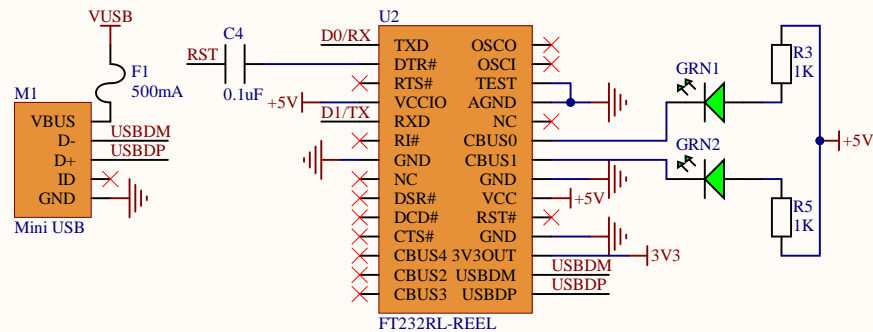 VUSB
F1
500mA
M1
VBUS
D-
D+
ID
GND
USBDM
USBDP
Mini USB
RST
C4
0.1uF
+5V
D0/RX
D1/TX
U2
TXD OSCO
DTR# OSCI
RTS# TEST
VCCIO AGND
RXD NC
RI# CBUS0
GND CBUS1
NC GND
DSR# VCC
DCD# RST#
CTS# GND
CBUS4 3V3OUT
CBUS2 USBDM
CBUS3 USBDP
FT232RL-REEL
+5V
3V3
USBDM
USBDP
GRN1
GRN2
R3
1K
+5V
R5
1K